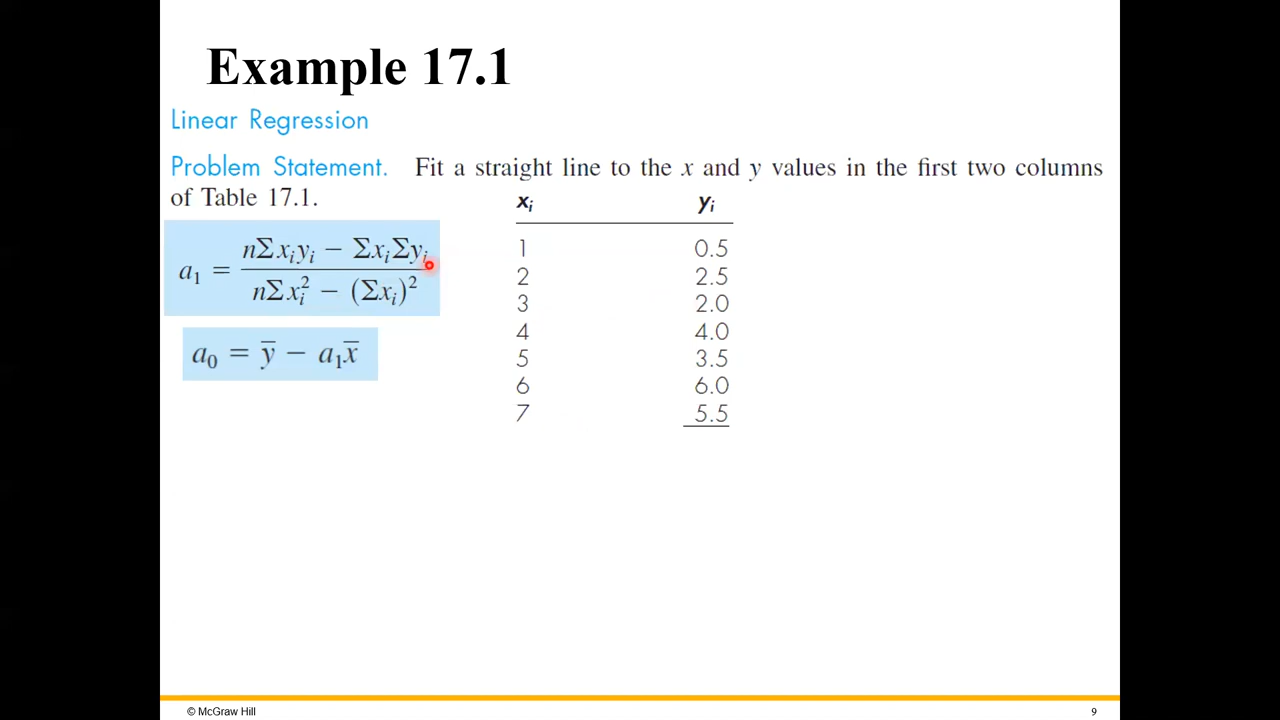 Example 17.1
Linear Regression
Problem Statement. Fit a straight line to the x and y values in the first two columns
of Table 17.1.
a₁ = (nΣxᵢyᵢ − ΣxᵢΣyᵢ) / (nΣxᵢ² − (Σxᵢ)²)
a₀ = y̅ − a₁x̅
xᵢ yᵢ
1 0.5
2 2.5
3 2.0
4 4.0
5 3.5
6 6.0
7 5.5
© McGraw Hill
9